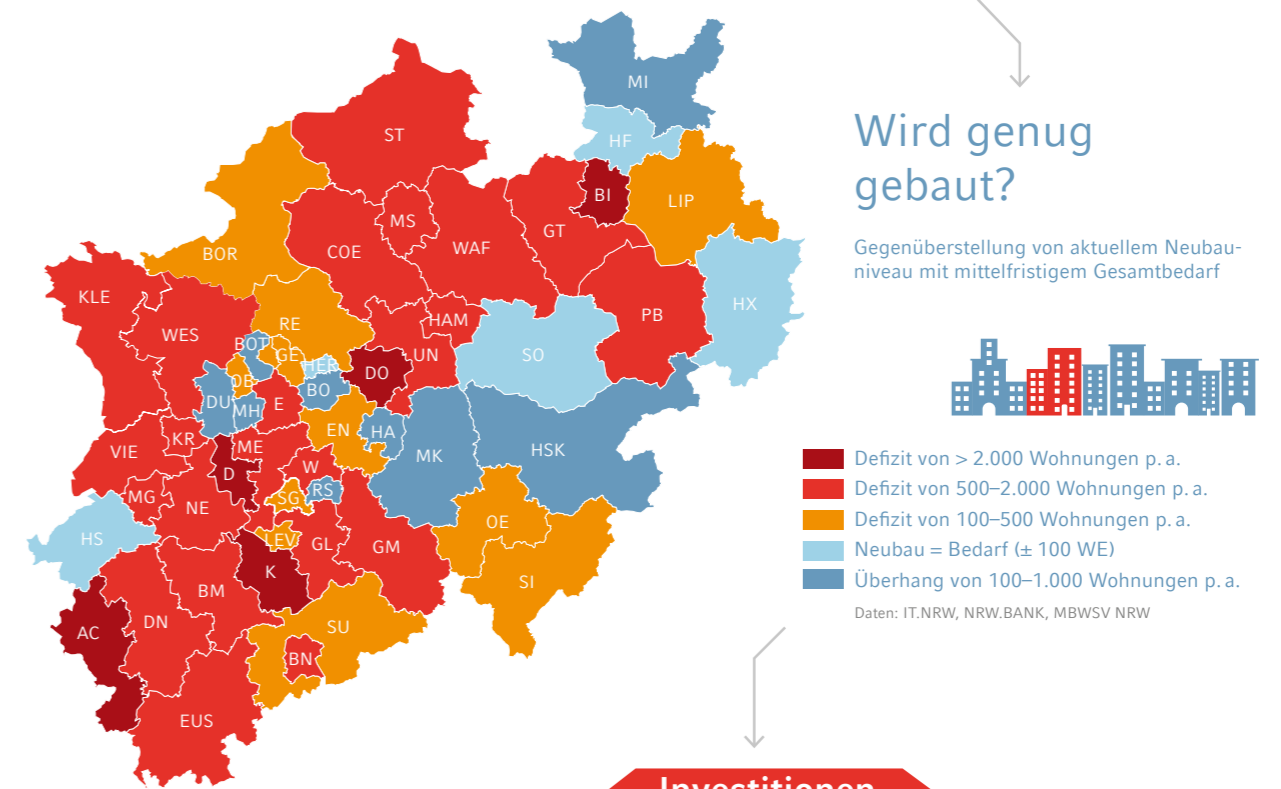 MI
HF
ST
BI
LIP
MS
GT
WAF
COE
BOR
KLE
HX
PB
WES
RE
HAM
BOT
GE
UN
SO
HER
DO
OB
BO
DU
MH
E
EN
HA
KR
ME
VIE
MK
HSK
W
D
RS
MG
SG
NE
OE
HS
LEV
GL
GM
K
SI
BM
DN
SU
AC
BN
EUS
Wird genug
gebaut?
Gegenüberstellung von aktuellem Neubau-
niveau mit mittelfristigem Gesamtbedarf
Defizit von > 2.000 Wohnungen p. a.
Defizit von 500–2.000 Wohnungen p. a.
Defizit von 100–500 Wohnungen p. a.
Neubau = Bedarf (± 100 WE)
Überhang von 100–1.000 Wohnungen p. a.
Daten: IT.NRW, NRW.BANK, MBWSV NRW
Investitionen